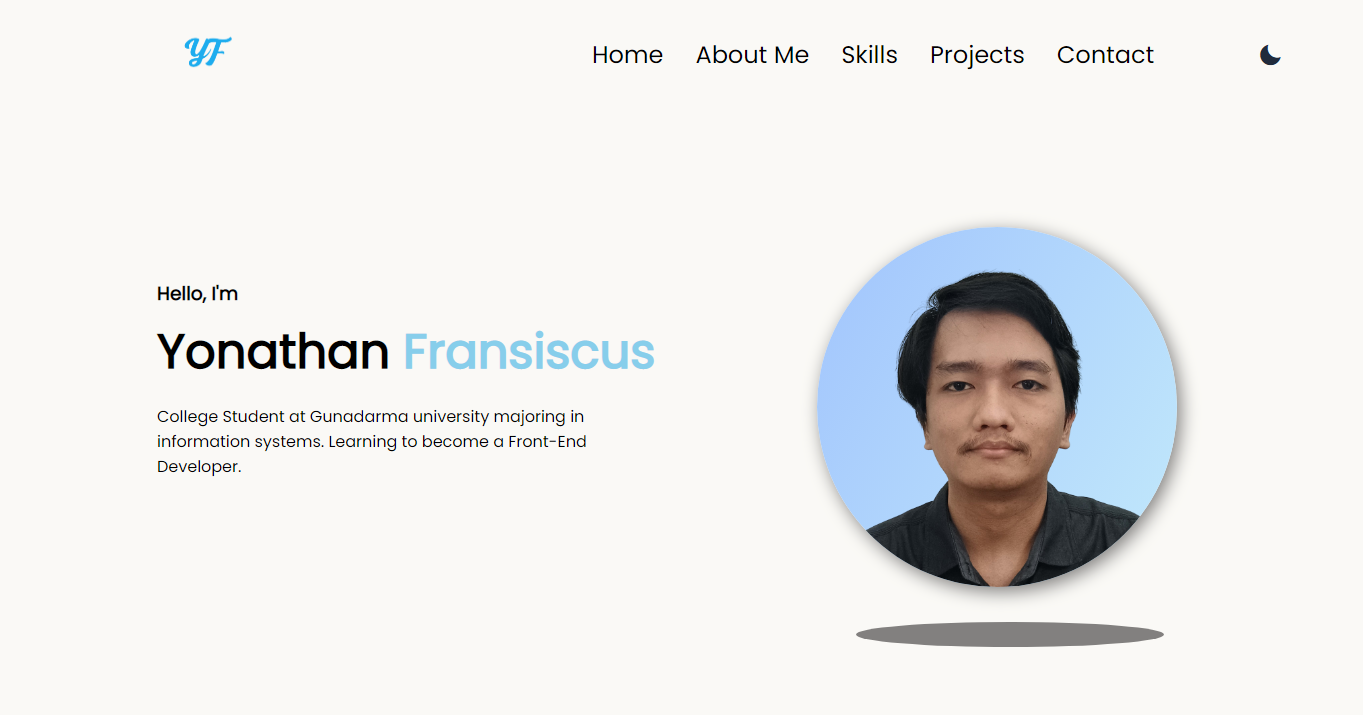 YF
Home About Me Skills Projects Contact
Hello, I'm
Yonathan Fransiscus
College Student at Gunadarma university majoring in
information systems. Learning to become a Front-End
Developer.